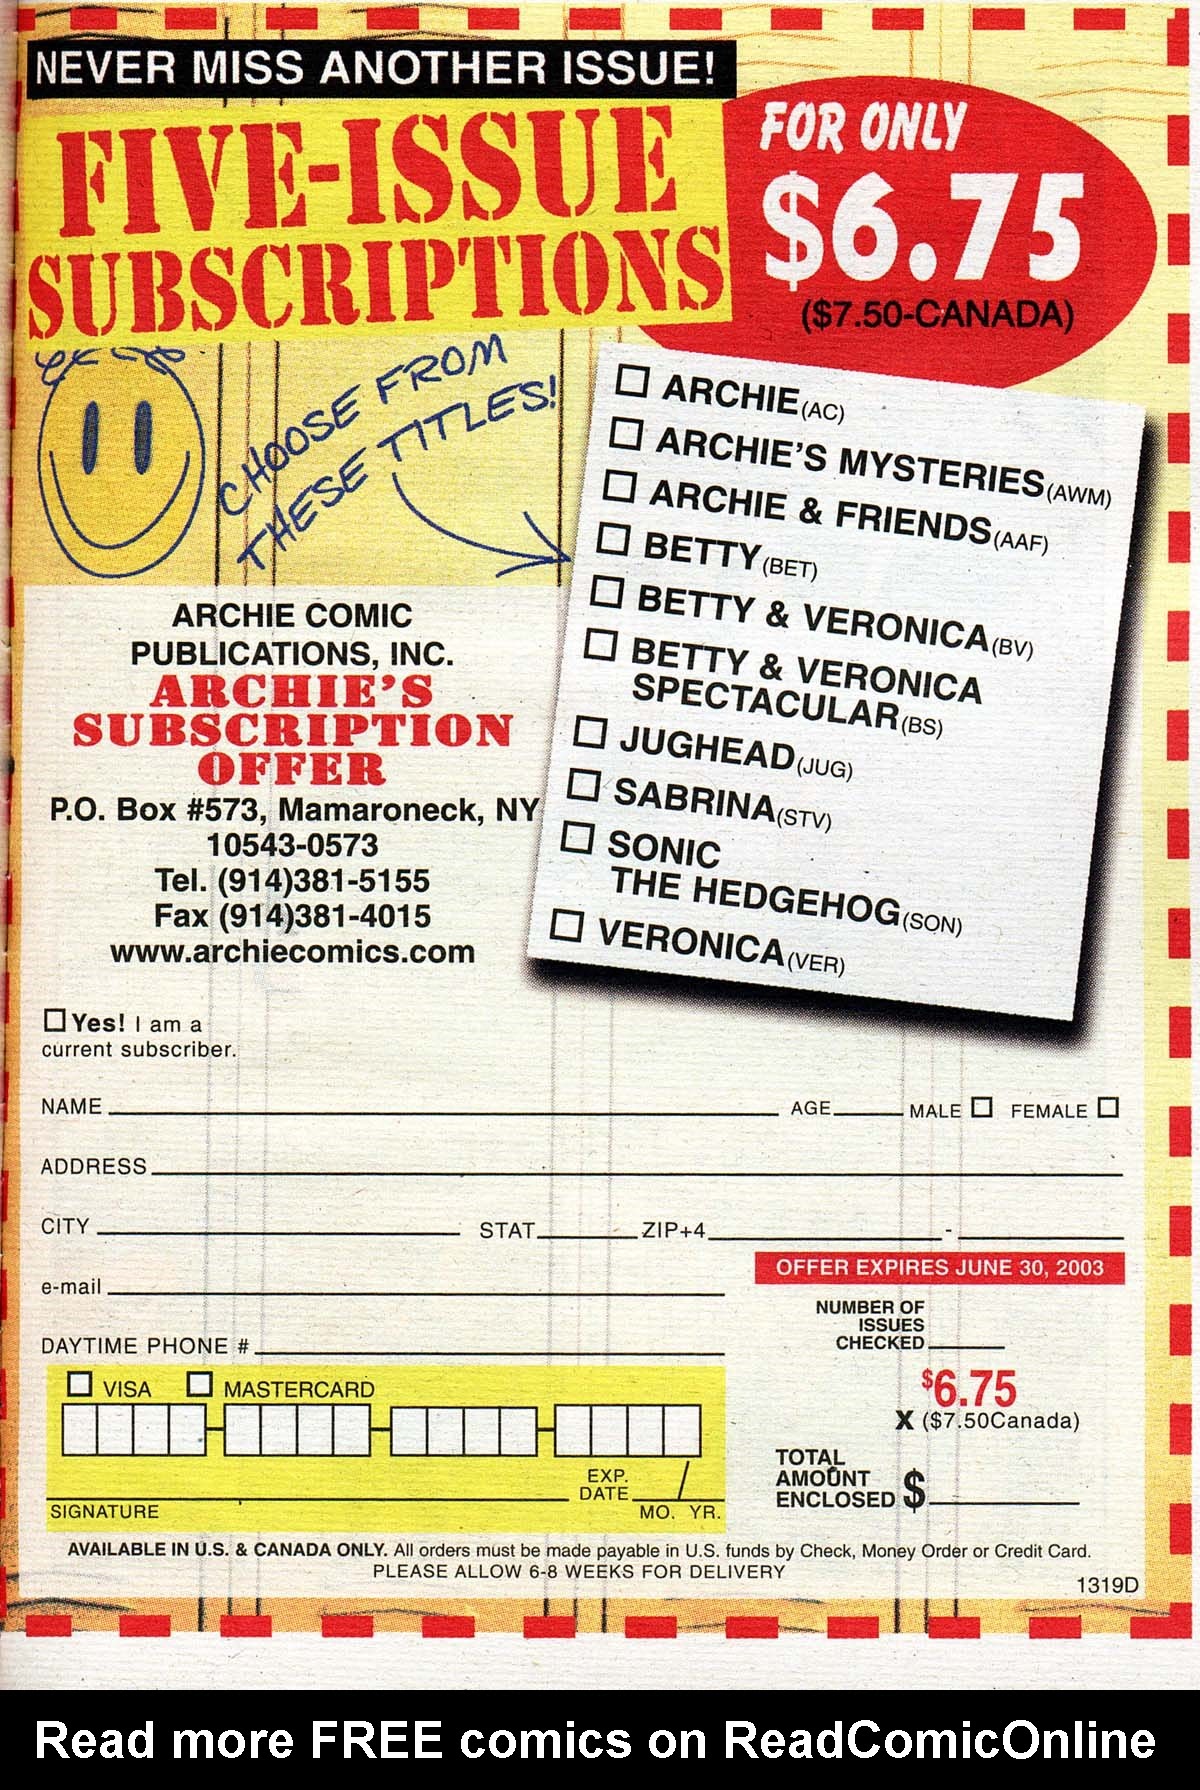 NEVER MISS ANOTHER ISSUE!
FIVE-ISSUE
SUBSCRIPTIONS
FOR ONLY
$6.75
($7.50-CANADA)
CHOOSE FROM
THESE TITLES!
ARCHIE(AC)
ARCHIE'S MYSTERIES(AWM)
ARCHIE & FRIENDS(AAF)
BETTY(BET)
BETTY & VERONICA(BV)
BETTY & VERONICA
SPECTACULAR(BS)
JUGHEAD(JUG)
SABRINA(STV)
SONIC
THE HEDGEHOG(SON)
VERONICA(VER)
ARCHIE COMIC
PUBLICATIONS, INC.
ARCHIE'S
SUBSCRIPTION
OFFER
P.O. Box #573, Mamaroneck, NY
10543-0573
Tel. (914)381-5155
Fax (914)381-4015
www.archiecomics.com
Yes! I am a
current subscriber.
NAME AGE MALE FEMALE
ADDRESS
CITY STAT ZIP+4 -
e-mail
DAYTIME PHONE #
OFFER EXPIRES JUNE 30, 2003
NUMBER OF
ISSUES
CHECKED
$6.75
X ($7.50Canada)
TOTAL
AMOUNT
ENCLOSED $
VISA MASTERCARD
EXP.
DATE /
SIGNATURE MO. YR.
AVAILABLE IN U.S. & CANADA ONLY. All orders must be made payable in U.S. funds by Check, Money Order or Credit Card.
PLEASE ALLOW 6-8 WEEKS FOR DELIVERY
1319D
Read more FREE comics on ReadComicOnline